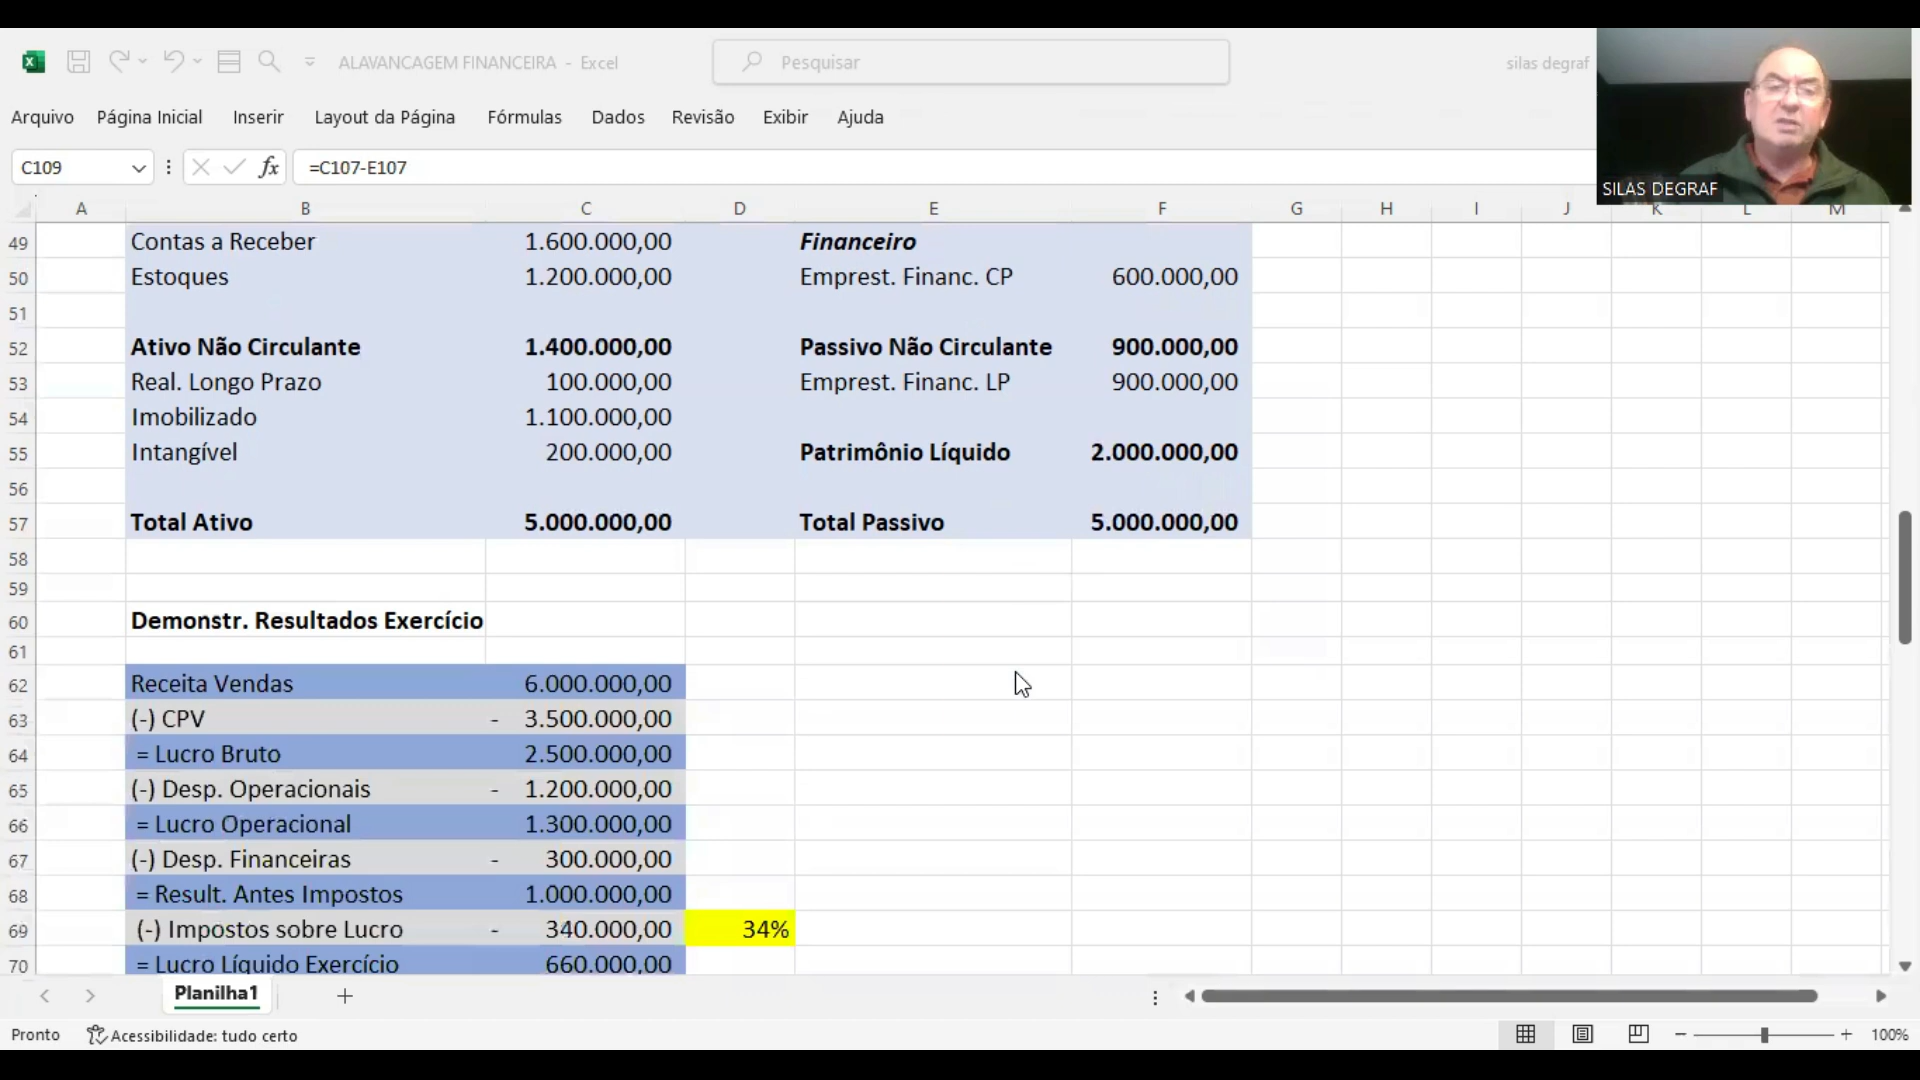 ALAVANCAGEM FINANCEIRA - Excel
Pesquisar
silas degraf
Arquivo Página Inicial Inserir Layout da Página Fórmulas Dados Revisão Exibir Ajuda
SILAS DEGRAF
C109 fx =C107-E107
A B C D E F G H I J K L M
49 Contas a Receber 1.600.000,00 Financeiro
50 Estoques 1.200.000,00 Emprest. Financ. CP 600.000,00
51
52 Ativo Não Circulante 1.400.000,00 Passivo Não Circulante 900.000,00
53 Real. Longo Prazo 100.000,00 Emprest. Financ. LP 900.000,00
54 Imobilizado 1.100.000,00
55 Intangível 200.000,00 Patrimônio Líquido 2.000.000,00
56
57 Total Ativo 5.000.000,00 Total Passivo 5.000.000,00
58
59
60 Demonstr. Resultados Exercício
61
62 Receita Vendas 6.000.000,00
63 (-) CPV - 3.500.000,00
64 = Lucro Bruto 2.500.000,00
65 (-) Desp. Operacionais - 1.200.000,00
66 = Lucro Operacional 1.300.000,00
67 (-) Desp. Financeiras - 300.000,00
68 = Result. Antes Impostos 1.000.000,00
69 (-) Impostos sobre Lucro - 340.000,00 34%
70 = Lucro Líquido Exercício 660.000,00
Planilha1
Pronto Acessibilidade: tudo certo 100%